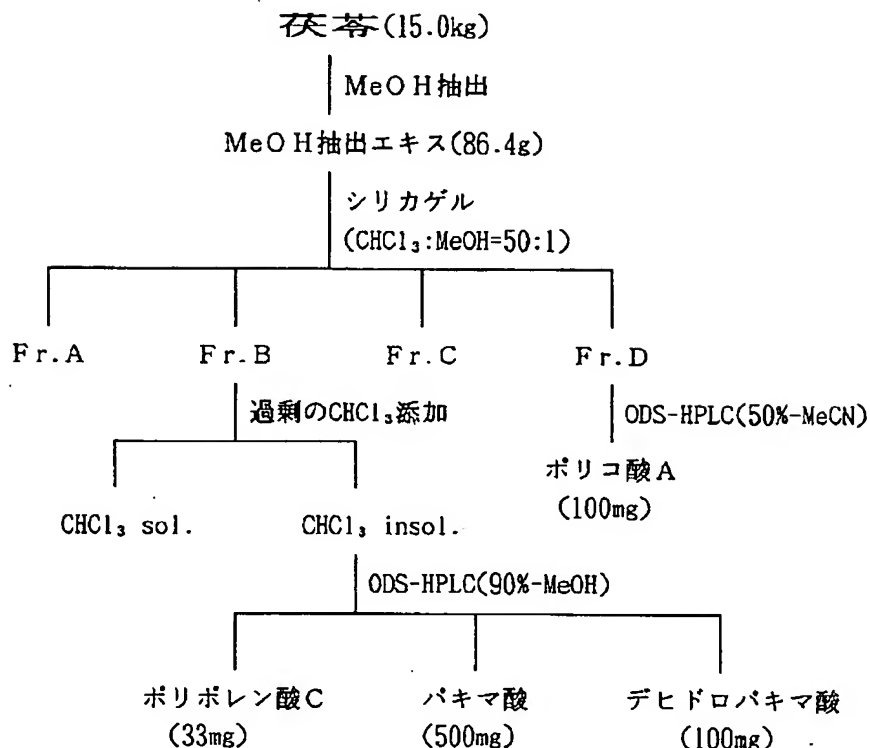 茯苓(15.0kg)
MeOH抽出
MeOH抽出エキス(86.4g)
シリカゲル
(CHCl₃:MeOH=50:1)
Fr.A Fr.B Fr.C Fr.D
過剰のCHCl₃添加 ODS-HPLC(50%-MeCN)
ポリコ酸A
(100mg)
CHCl₃ sol. CHCl₃ insol.
ODS-HPLC(90%-MeOH)
ポリポレン酸C パキマ酸 デヒドロパキマ酸
(33mg) (500mg) (100mg)